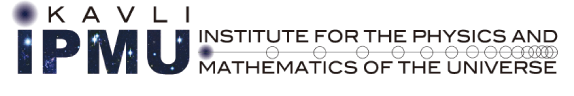 KAVLI
IPMU
INSTITUTE FOR THE PHYSICS AND
MATHEMATICS OF THE UNIVERSE